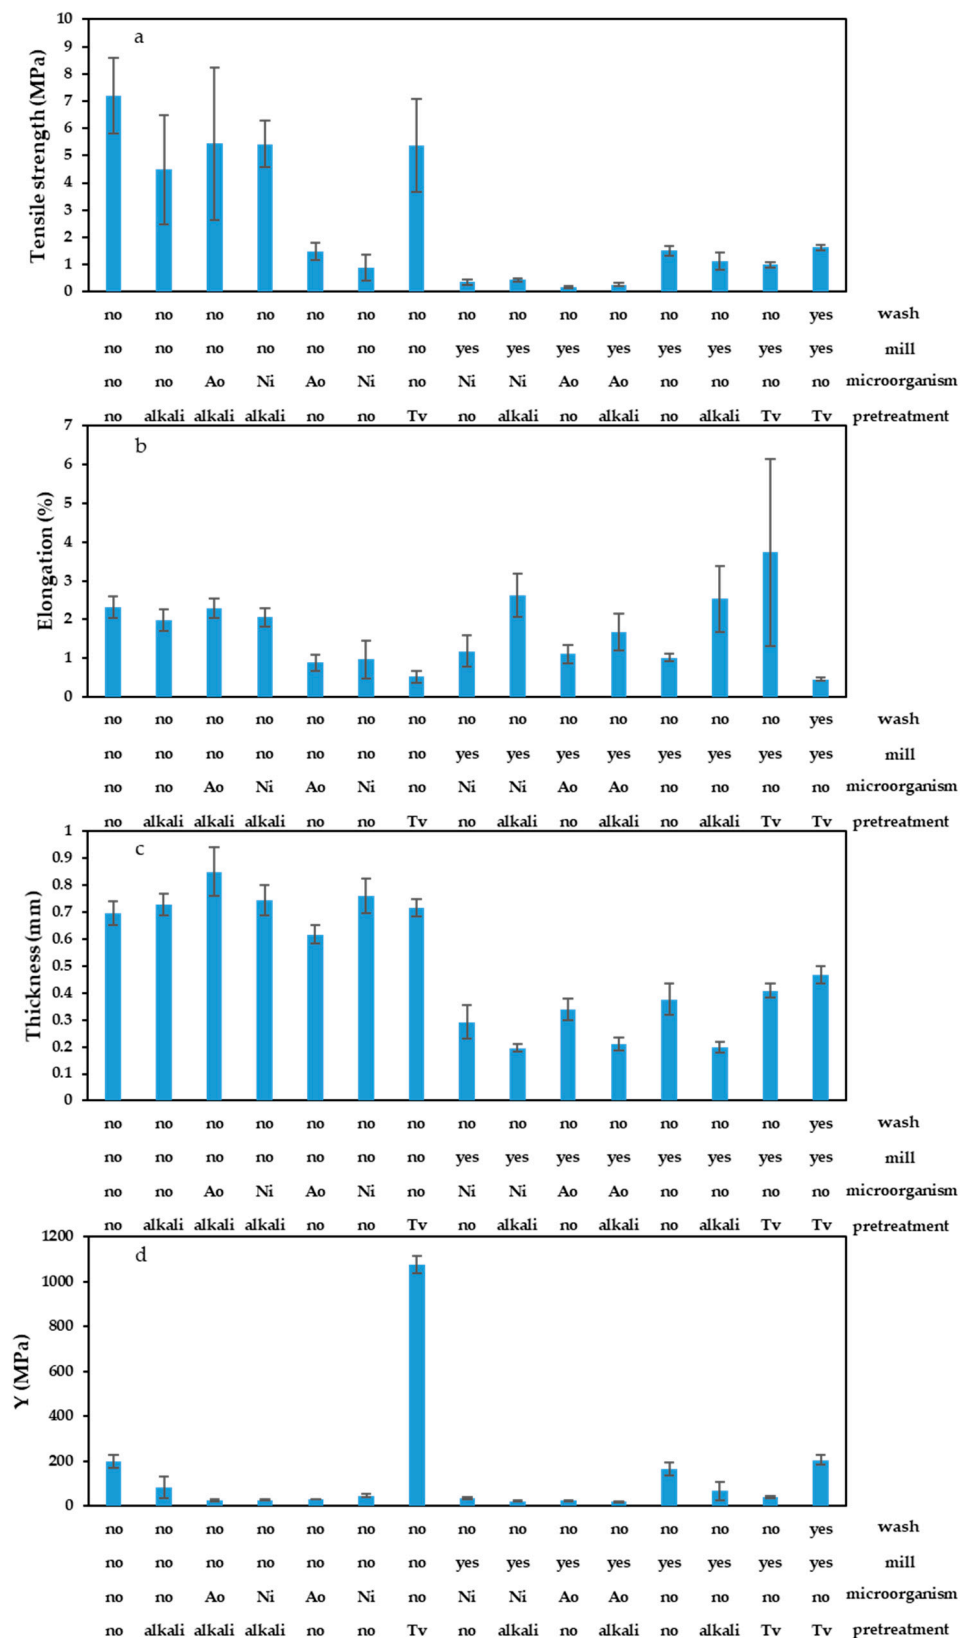 a
Tensile strength (MPa)
10
9
8
7
6
5
4
3
2
1
0
no no no no no no no no no no no no no no yes wash
no no no no no no no yes yes yes yes yes yes yes yes mill
no no Ao Ni Ao Ni no Ni Ni Ao Ao no no no no microorganism
no alkali alkali alkali no no Tv no alkali no alkali no alkali Tv Tv pretreatment
b
Elongation (%)
7
6
5
4
3
2
1
0
no no no no no no no no no no no no no no yes wash
no no no no no no no yes yes yes yes yes yes yes yes mill
no no Ao Ni Ao Ni no Ni Ni Ao Ao no no no no microorganism
no alkali alkali alkali no no Tv no alkali no alkali no alkali Tv Tv pretreatment
c
Thickness (mm)
1
0.9
0.8
0.7
0.6
0.5
0.4
0.3
0.2
0.1
0
no no no no no no no no no no no no no no yes wash
no no no no no no no yes yes yes yes yes yes yes yes mill
no no Ao Ni Ao Ni no Ni Ni Ao Ao no no no no microorganism
no alkali alkali alkali no no Tv no alkali no alkali no alkali Tv Tv pretreatment
d
Y (MPa)
1200
1000
800
600
400
200
0
no no no no no no no no no no no no no no yes wash
no no no no no no no yes yes yes yes yes yes yes yes mill
no no Ao Ni Ao Ni no Ni Ni Ao Ao no no no no microorganism
no alkali alkali alkali no no Tv no alkali no alkali no alkali Tv Tv pretreatment